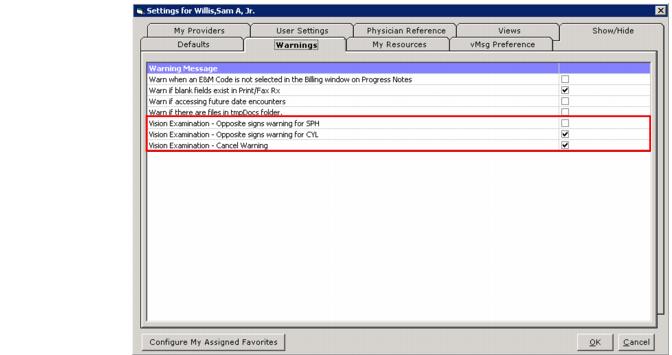 Settings for Willis,Sam A, Jr.
My Providers User Settings Physician Reference Views Show/Hide
Defaults Warnings My Resources vMsg Preference
Warning Message
Warn when an E&M Code is not selected in the Billing window on Progress Notes
Warn if blank fields exist in Print/Fax Rx
Warn if accessing future date encounters
Warn if there are files in tmpDocs folder.
Vision Examination - Opposite signs warning for SPH
Vision Examination - Opposite signs warning for CYL
Vision Examination - Cancel Warning
Configure My Assigned Favorites OK Cancel